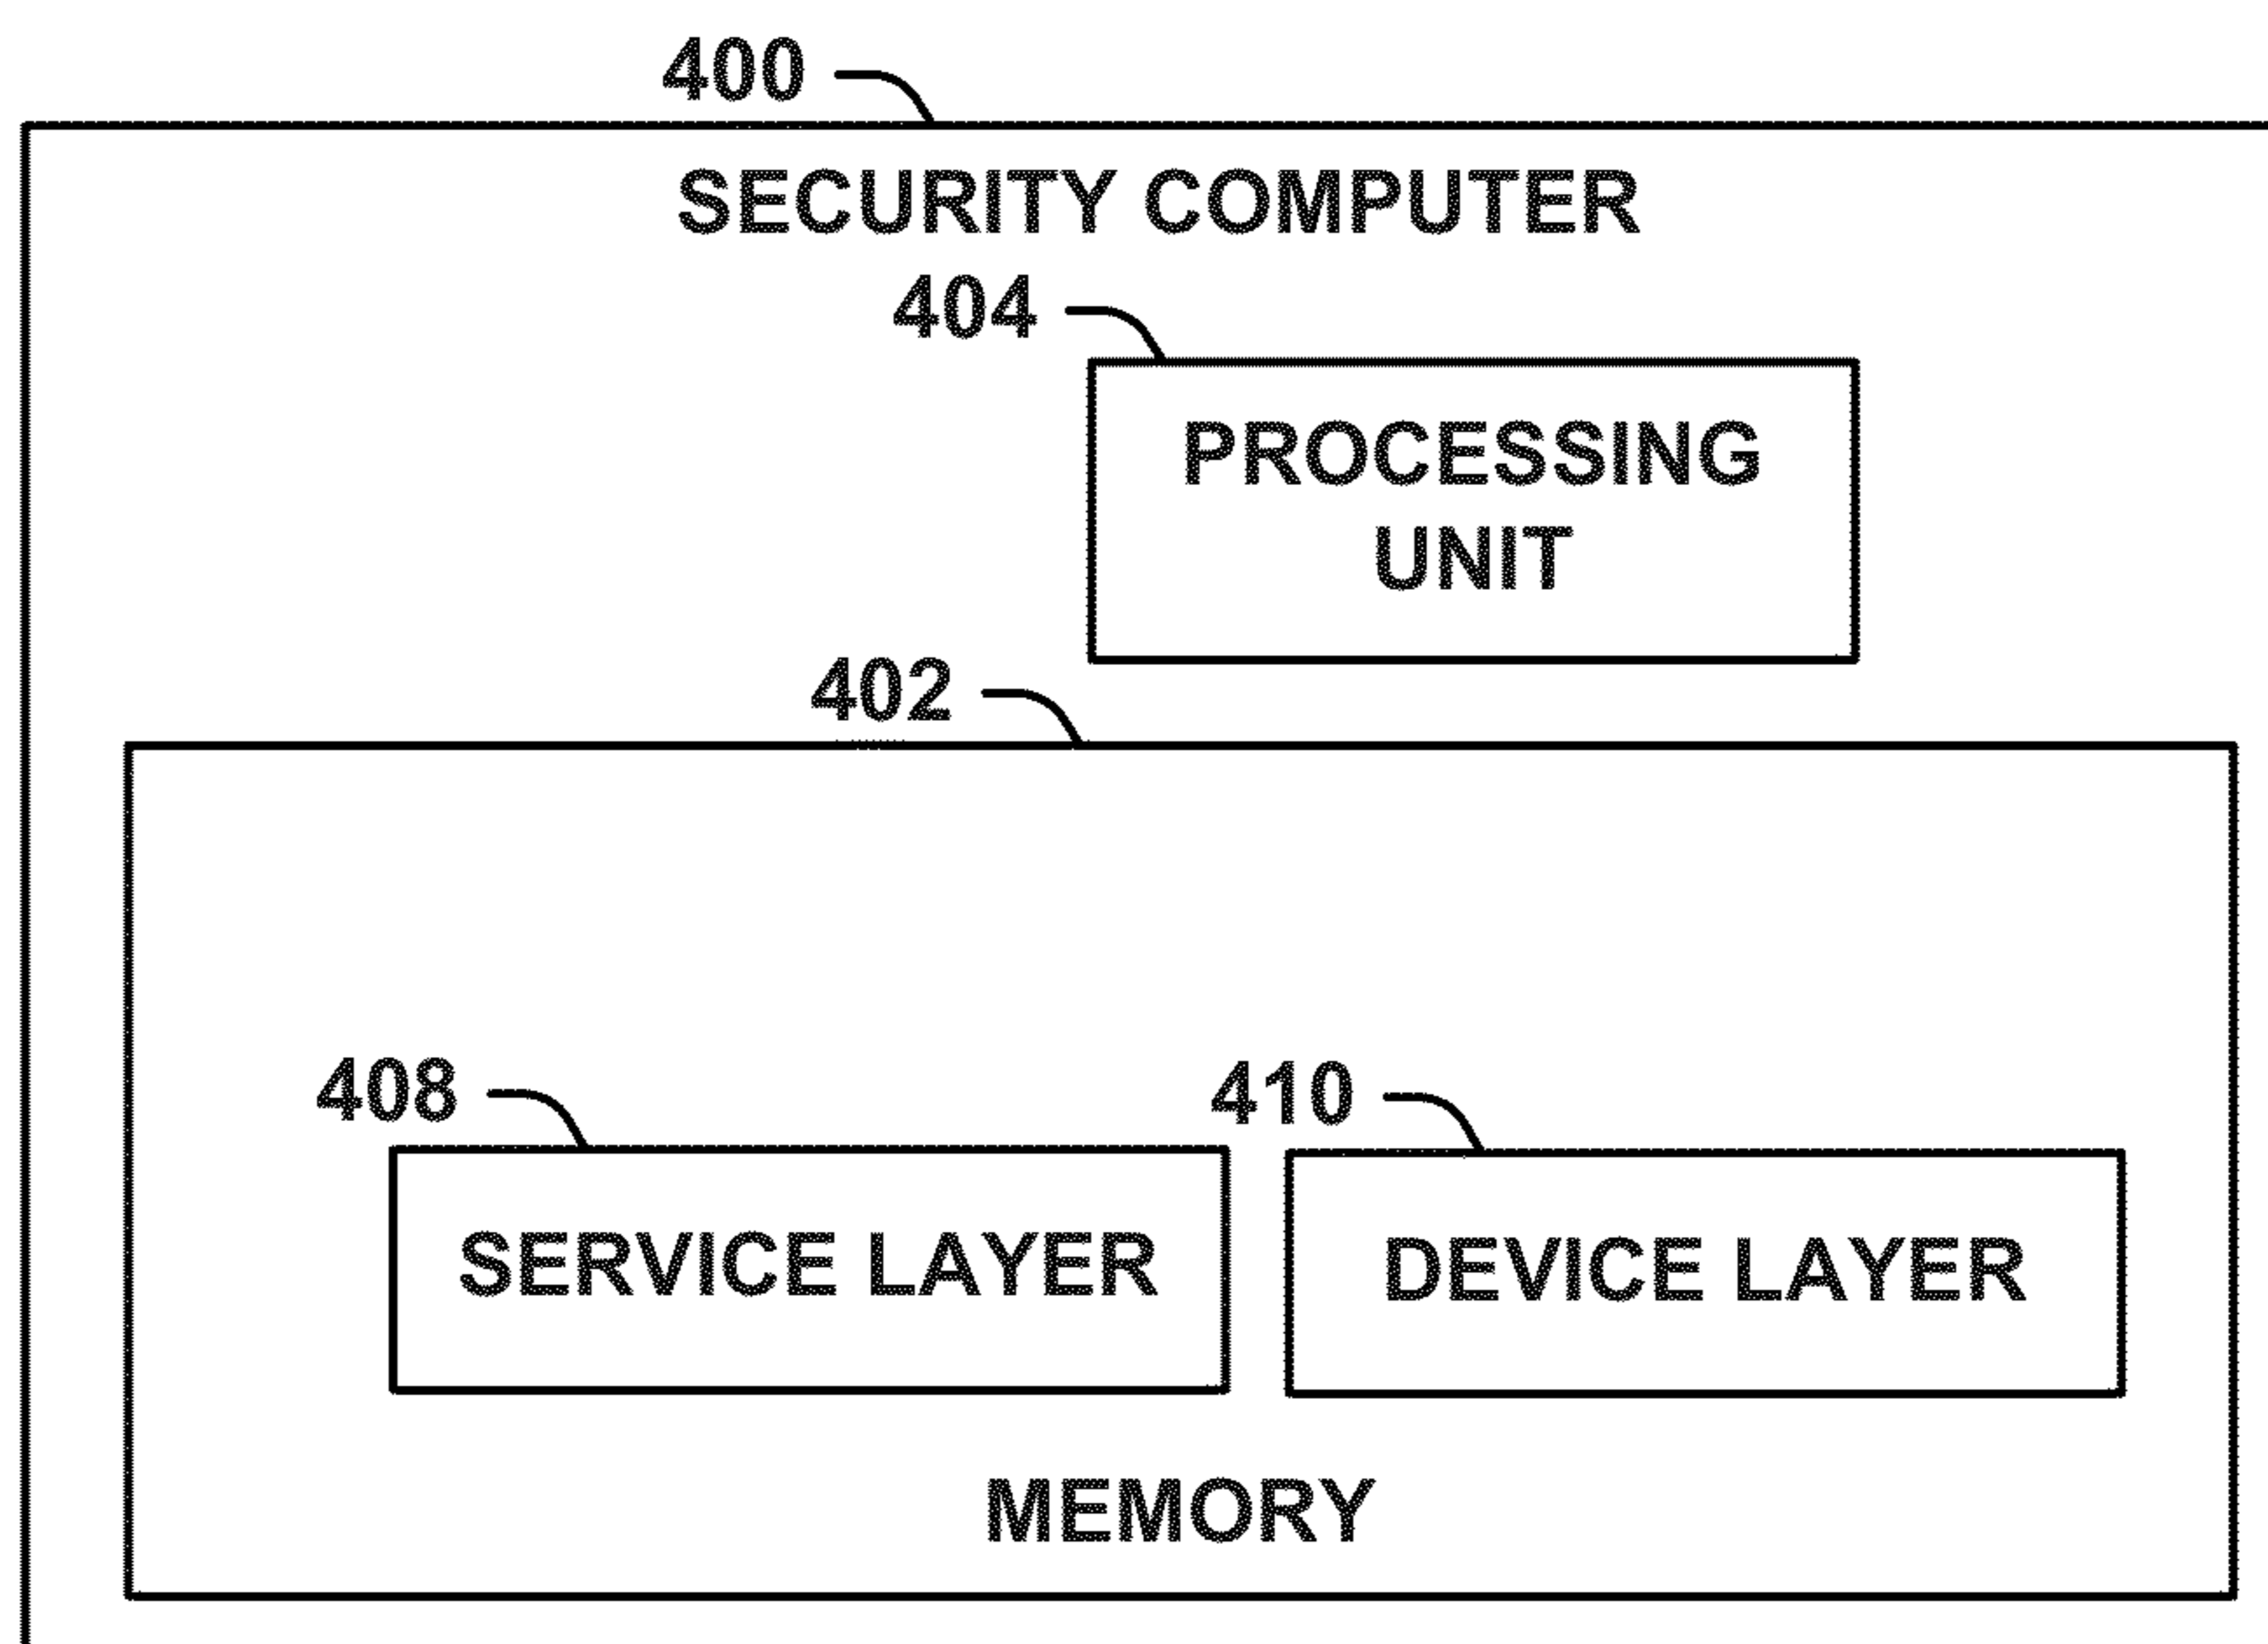 400
SECURITY COMPUTER
404
PROCESSING
UNIT
402
408
410
SERVICE LAYER
DEVICE LAYER
MEMORY